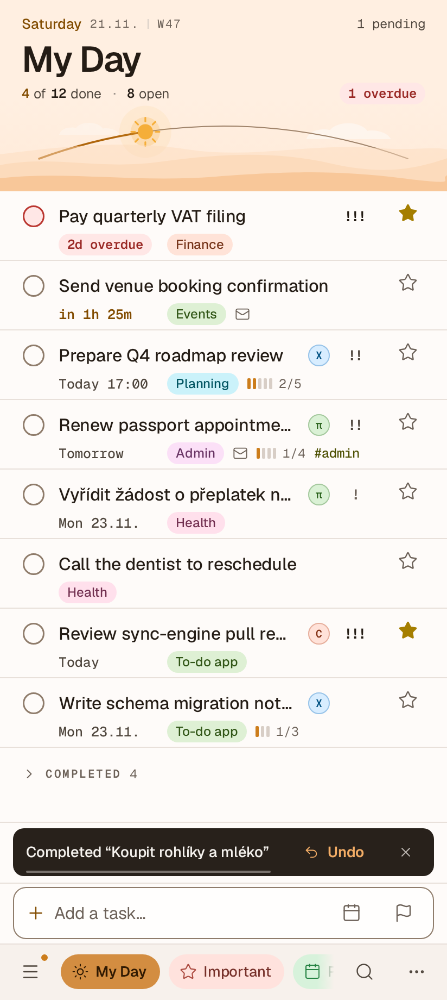 Saturday 21.11. | W47 1 pending
My Day
4 of 12 done · 8 open 1 overdue
Pay quarterly VAT filing !!!
2d overdue Finance
Send venue booking confirmation
in 1h 25m Events
Prepare Q4 roadmap review X !!
Today 17:00 Planning 2/5
Renew passport appointme… π !!
Tomorrow Admin 1/4 #admin
Vyřídit žádost o přeplatek n… π !
Mon 23.11. Health
Call the dentist to reschedule
Health
Review sync-engine pull re… C !!!
Today To-do app
Write schema migration not… X
Mon 23.11. To-do app 1/3
COMPLETED 4
Completed “Koupit rohlíky a mléko” Undo
Add a task…
My Day Important